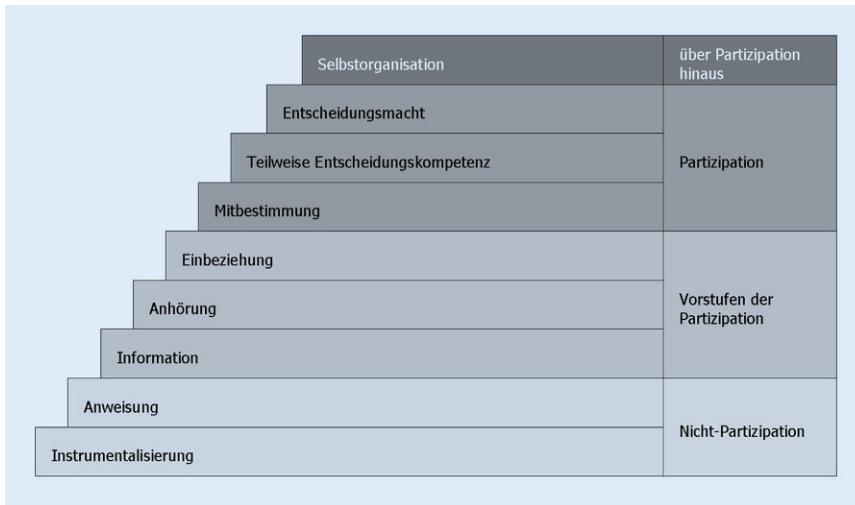 Selbstorganisation
über Partizipation
hinaus
Entscheidungsmacht
Teilweise Entscheidungskompetenz
Partizipation
Mitbestimmung
Einbeziehung
Anhörung
Vorstufen der
Partizipation
Information
Anweisung
Nicht-Partizipation
Instrumentalisierung